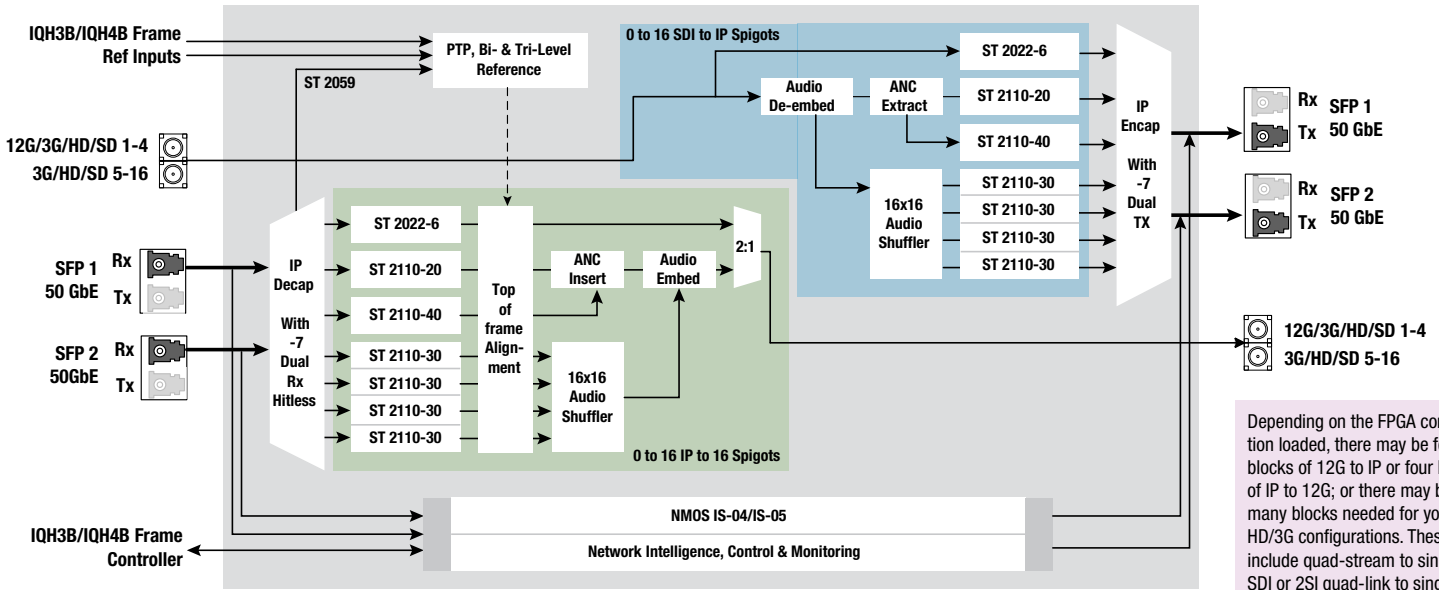 IQH3B/IQH4B Frame
Ref Inputs
ST 2059
PTP, Bi- & Tri-Level
Reference
12G/3G/HD/SD 1-4
3G/HD/SD 5-16
0 to 16 SDI to IP Spigots
Audio
De-embed
ANC
Extract
ST 2022-6
ST 2110-20
ST 2110-40
16x16
Audio
Shuffler
ST 2110-30
ST 2110-30
ST 2110-30
ST 2110-30
IP
Encap
With
-7
Dual
TX
Rx
Tx
SFP 1
50 GbE
Rx
Tx
SFP 2
50 GbE
SFP 1
50 GbE
Rx
Tx
SFP 2
50GbE
Rx
Tx
IP
Decap
With
-7
Dual
Rx
Hitless
ST 2022-6
ST 2110-20
ST 2110-40
ST 2110-30
ST 2110-30
ST 2110-30
ST 2110-30
Top
of
frame
Align-
ment
ANC
Insert
Audio
Embed
2:1
16x16
Audio
Shuffler
0 to 16 IP to 16 Spigots
12G/3G/HD/SD 1-4
3G/HD/SD 5-16
IQH3B/IQH4B Frame
Controller
NMOS IS-04/IS-05
Network Intelligence, Control & Monitoring
Depending on the FPGA
tion loaded, there may be
blocks of 12G to IP or four
of IP to 12G; or there may
many blocks needed for
HD/3G configurations.
include quad-stream to
SDI or 2SI quad-link to